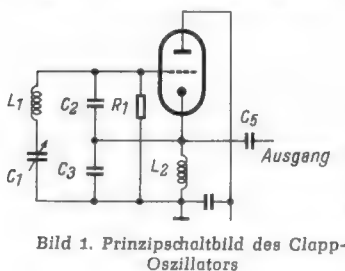 L1
C1
C2
R1
C3
L2
C5
Ausgang
Bild 1. Prinzipschaltbild des Clapp-
Oszillators